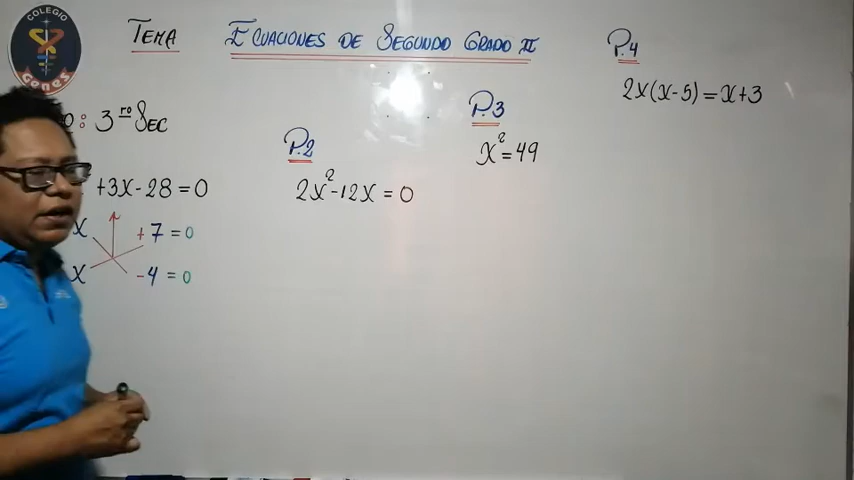 COLEGIO
GONBS
TEMA
ECUACIONES DE SEGUNDO GRADO II
: 3ro SEC
+3x-28=0
x +7=0
x -4=0
P.2
2x²-12x=0
P.3
x²=49
P.4
2x(x-5)=x+3